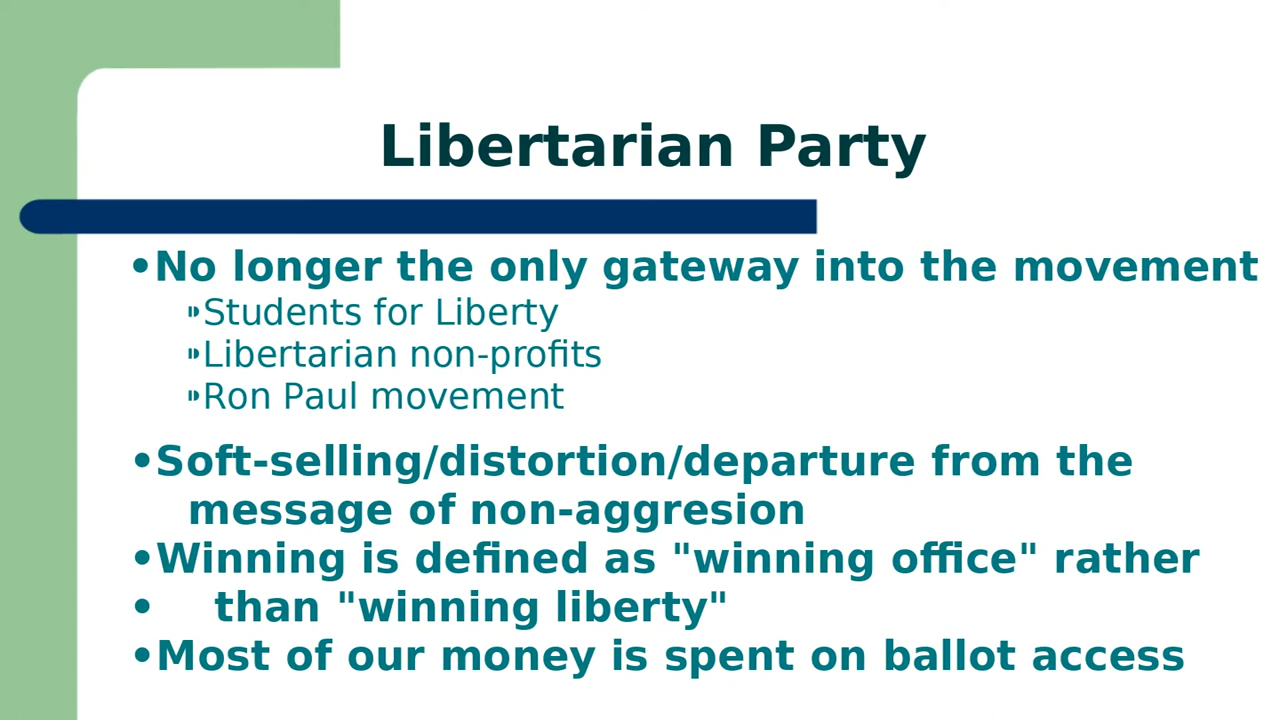 Libertarian Party
•No longer the only gateway into the movement
Students for Liberty
Libertarian non-profits
Ron Paul movement
•Soft-selling/distortion/departure from the
message of non-aggresion
•Winning is defined as "winning office" rather
• than "winning liberty"
•Most of our money is spent on ballot access